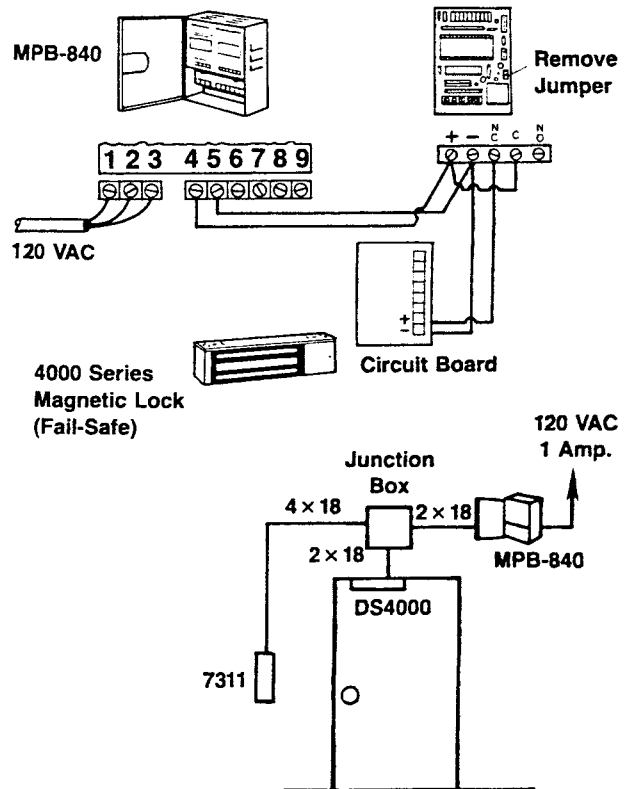 MPB-840
Remove
Jumper
1 2 3 4 5 6 7 8 9
+ − NC C NO
120 VAC
+
−
Circuit Board
4000 Series
Magnetic Lock
(Fail-Safe)
120 VAC
1 Amp.
Junction
Box
4 × 18
2 × 18
2 × 18
MPB-840
DS4000
7311